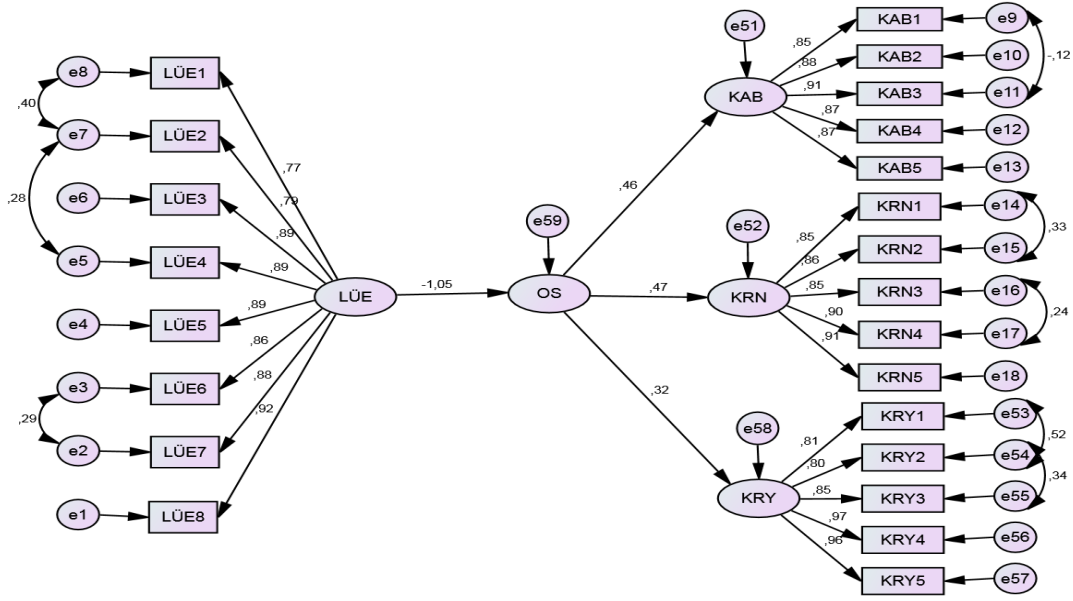 e8
LÜE1
,40
e7
LÜE2
,28
e6
LÜE3
e5
LÜE4
e4
LÜE5
e3
LÜE6
,29
e2
LÜE7
e1
LÜE8
,77
,79
,89
,89
,89
,86
,88
,92
LÜE
-1,05
e59
OS
,46
,47
,32
e51
KAB
,85
,88
,91
,87
,87
KAB1
e9
KAB2
e10
-,12
KAB3
e11
KAB4
e12
KAB5
e13
e52
KRN
,85
,86
,85
,90
,91
KRN1
e14
,33
KRN2
e15
KRN3
e16
,24
KRN4
e17
KRN5
e18
e58
KRY
,81
,80
,85
,97
,96
KRY1
e53
,52
KRY2
e54
,34
KRY3
e55
KRY4
e56
KRY5
e57